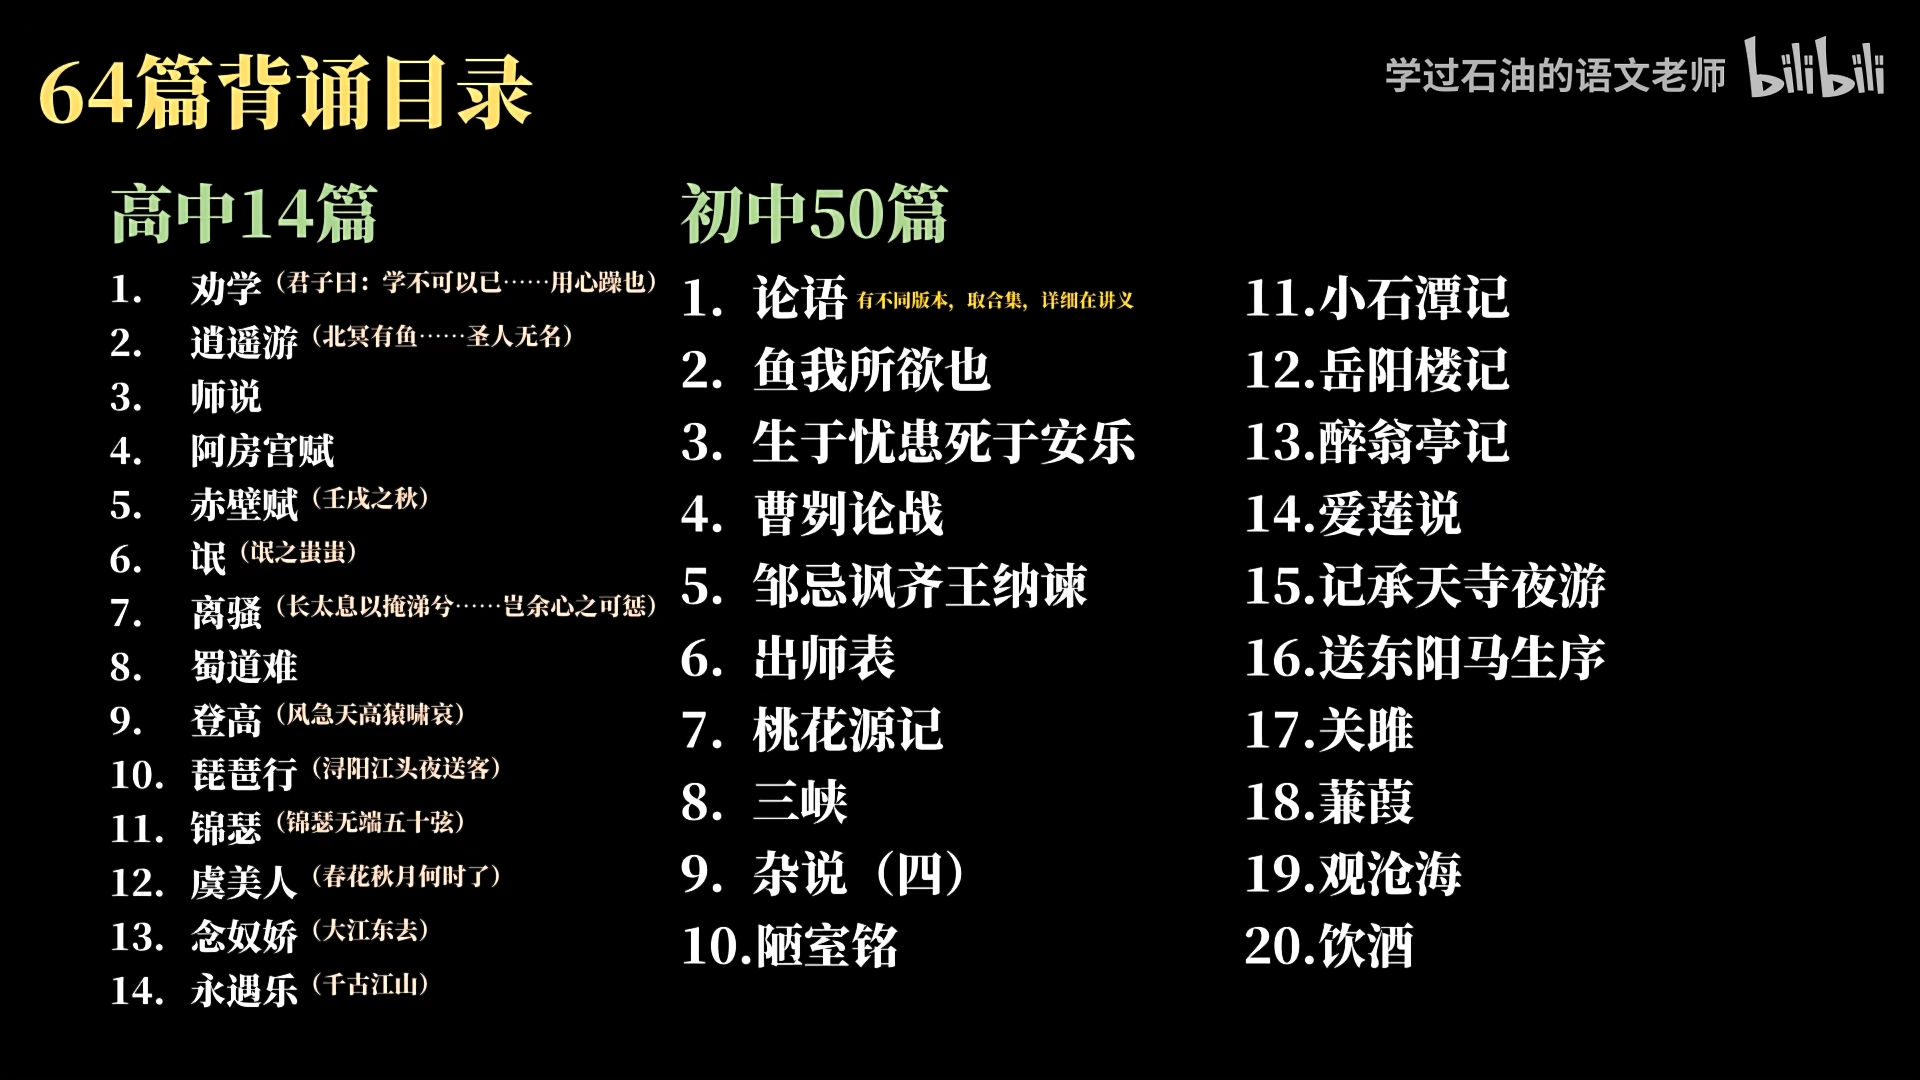 64篇背诵目录
学过石油的语文老师 bilibili
高中14篇
1. 劝学（君子曰：学不可以已……用心躁也）
2. 逍遥游（北冥有鱼……圣人无名）
3. 师说
4. 阿房宫赋
5. 赤壁赋（壬戌之秋）
6. 氓（氓之蚩蚩）
7. 离骚（长太息以掩涕兮……岂余心之可惩）
8. 蜀道难
9. 登高（风急天高猿啸哀）
10. 琵琶行（浔阳江头夜送客）
11. 锦瑟（锦瑟无端五十弦）
12. 虞美人（春花秋月何时了）
13. 念奴娇（大江东去）
14. 永遇乐（千古江山）
初中50篇
1. 论语 有不同版本，取合集，详细在讲义
2. 鱼我所欲也
3. 生于忧患死于安乐
4. 曹刿论战
5. 邹忌讽齐王纳谏
6. 出师表
7. 桃花源记
8. 三峡
9. 杂说（四）
10.陋室铭
11.小石潭记
12.岳阳楼记
13.醉翁亭记
14.爱莲说
15.记承天寺夜游
16.送东阳马生序
17.关雎
18.蒹葭
19.观沧海
20.饮酒